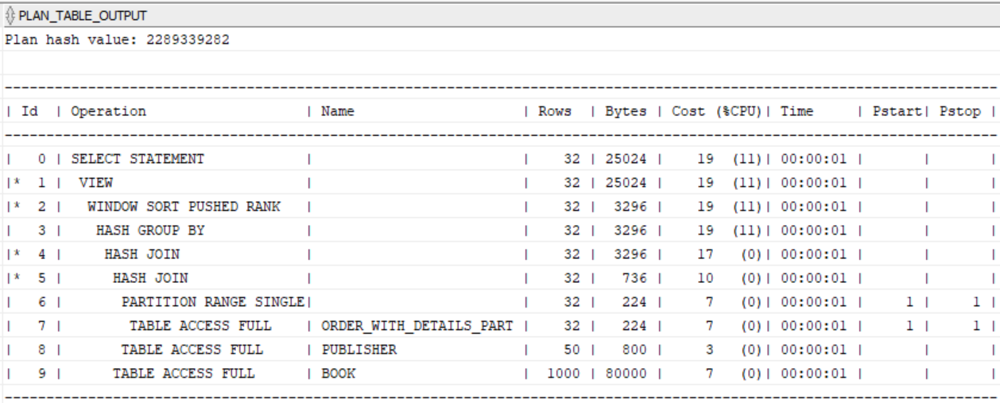 PLAN_TABLE_OUTPUT
Plan hash value: 2289339282
--------------------------------------------------------------------------------------------------------------------------
| Id  | Operation                    | Name                    | Rows  | Bytes | Cost (%CPU)| Time     | Pstart| Pstop |
--------------------------------------------------------------------------------------------------------------------------
|   0 | SELECT STATEMENT             |                         |    32 | 25024 |    19  (11)| 00:00:01 |       |       |
|*  1 |  VIEW                        |                         |    32 | 25024 |    19  (11)| 00:00:01 |       |       |
|*  2 |   WINDOW SORT PUSHED RANK    |                         |    32 |  3296 |    19  (11)| 00:00:01 |       |       |
|   3 |    HASH GROUP BY             |                         |    32 |  3296 |    19  (11)| 00:00:01 |       |       |
|*  4 |     HASH JOIN                |                         |    32 |  3296 |    17   (0)| 00:00:01 |       |       |
|*  5 |      HASH JOIN               |                         |    32 |   736 |    10   (0)| 00:00:01 |       |       |
|   6 |       PARTITION RANGE SINGLE|                         |    32 |   224 |     7   (0)| 00:00:01 |     1 |     1 |
|   7 |        TABLE ACCESS FULL     | ORDER_WITH_DETAILS_PART |    32 |   224 |     7   (0)| 00:00:01 |     1 |     1 |
|   8 |       TABLE ACCESS FULL      | PUBLISHER               |    50 |   800 |     3   (0)| 00:00:01 |       |       |
|   9 |      TABLE ACCESS FULL       | BOOK                    |  1000 | 80000 |     7   (0)| 00:00:01 |       |       |
--------------------------------------------------------------------------------------------------------------------------